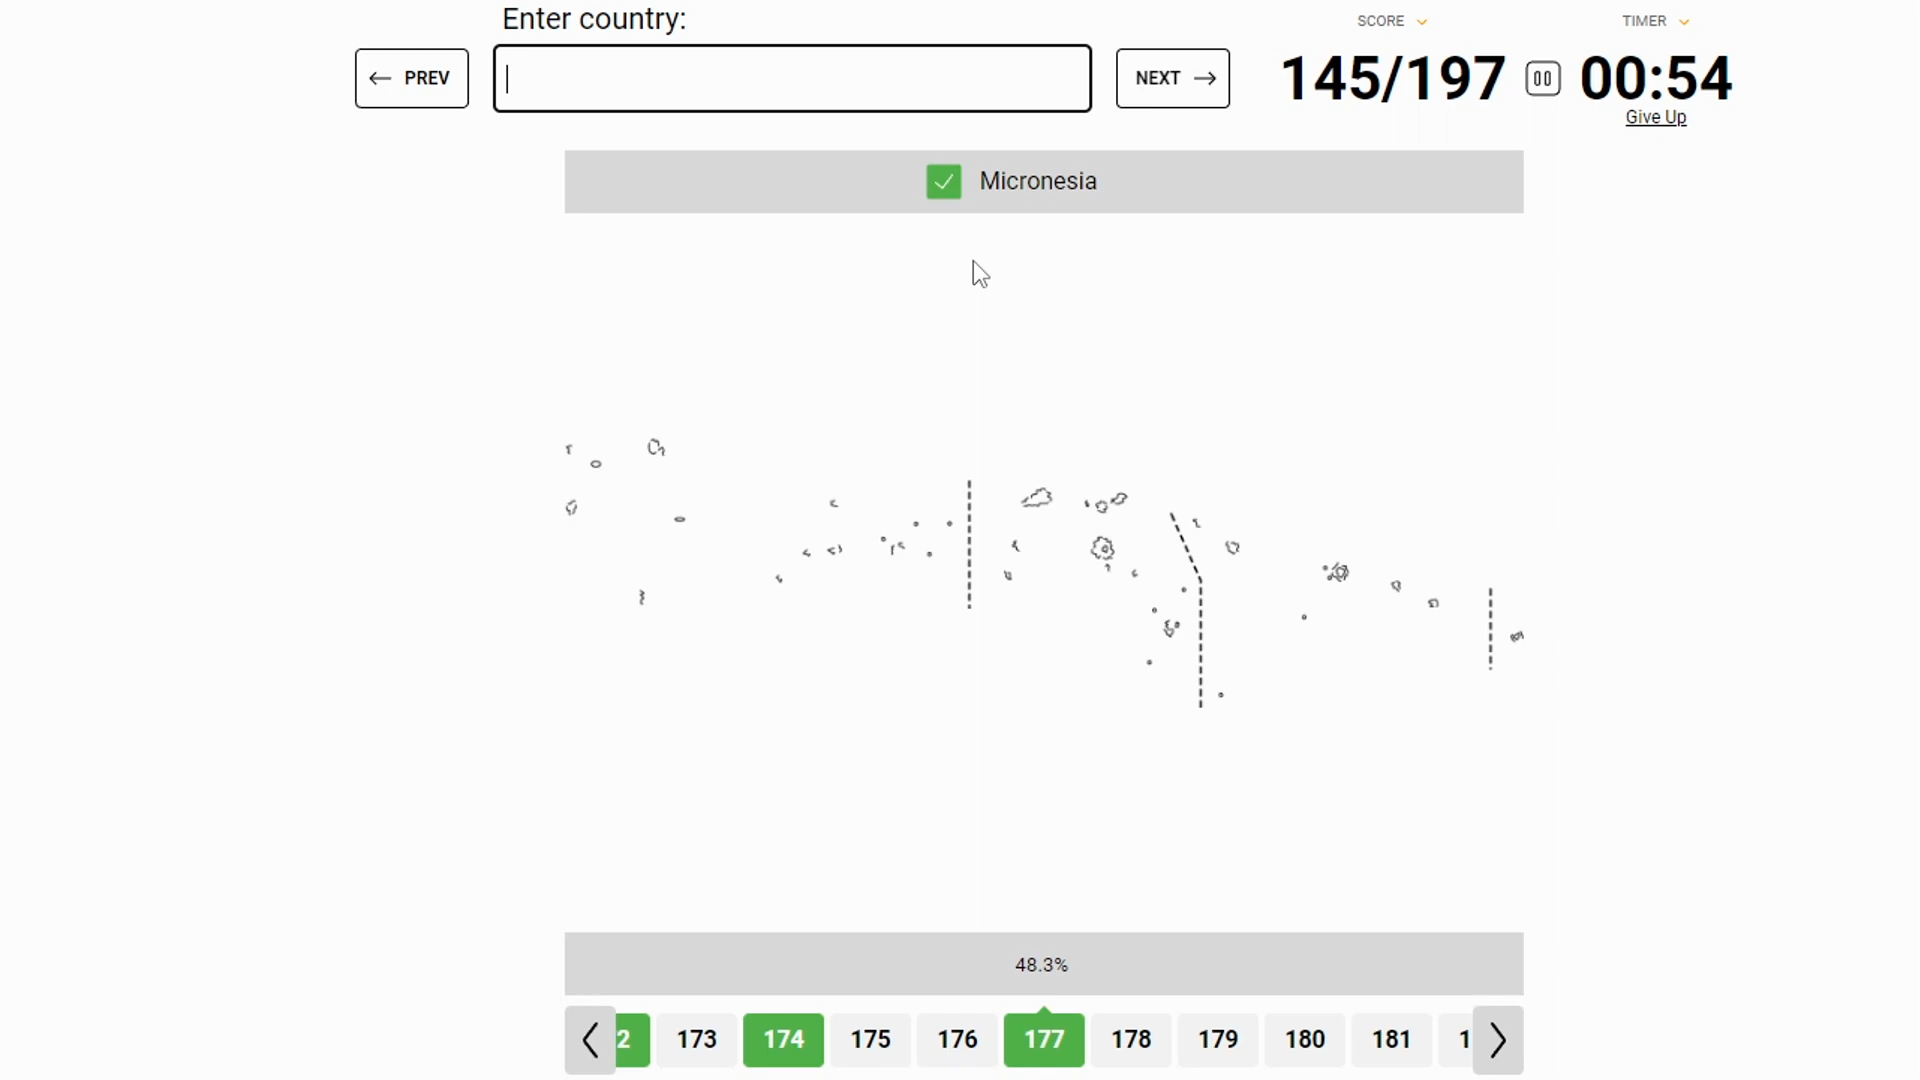 Enter country:
SCORE
TIMER
PREV
NEXT
145/197
00:54
Give Up
Micronesia
48.3%
2 173 174 175 176 177 178 179 180 181 1